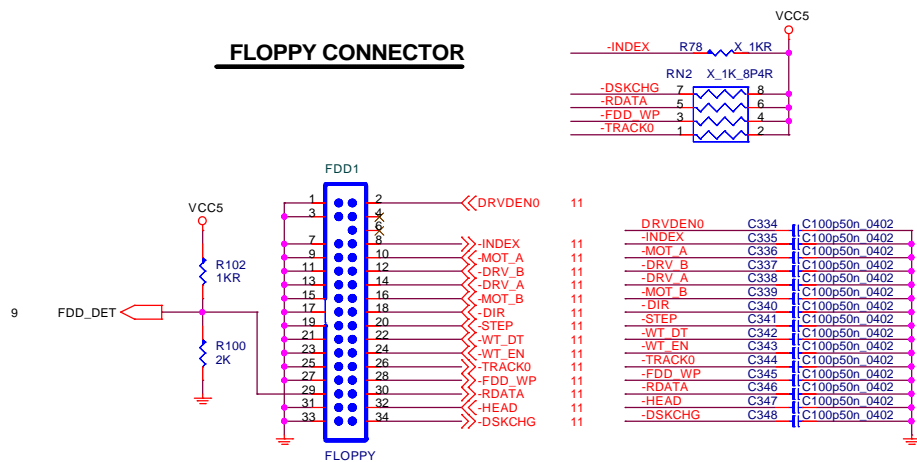 FLOPPY CONNECTOR
VCC5
-INDEX R78 X_1KR
RN2 X_1K_8P4R
-DSKCHG 7 8
-RDATA 5 6
-FDD_WP 3 4
-TRACK0 1 2
FDD1
1 2 DRVDEN0 11
3 4
6
7 8 -INDEX 11
9 10 -MOT_A 11
11 12 -DRV_B 11
13 14 -DRV_A 11
15 16 -MOT_B 11
17 18 -DIR 11
19 20 -STEP 11
21 22 -WT_DT 11
23 24 -WT_EN 11
25 26 -TRACK0 11
27 28 -FDD_WP 11
29 30 -RDATA 11
31 32 -HEAD 11
33 34 -DSKCHG 11
FLOPPY
VCC5
R102
1KR
9 FDD_DET
R100
2K
DRVDEN0 C334 C100p50n_0402
-INDEX C335 C100p50n_0402
-MOT_A C336 C100p50n_0402
-DRV_B C337 C100p50n_0402
-DRV_A C338 C100p50n_0402
-MOT_B C339 C100p50n_0402
-DIR C340 C100p50n_0402
-STEP C341 C100p50n_0402
-WT_DT C342 C100p50n_0402
-WT_EN C343 C100p50n_0402
-TRACK0 C344 C100p50n_0402
-FDD_WP C345 C100p50n_0402
-RDATA C346 C100p50n_0402
-HEAD C347 C100p50n_0402
-DSKCHG C348 C100p50n_0402